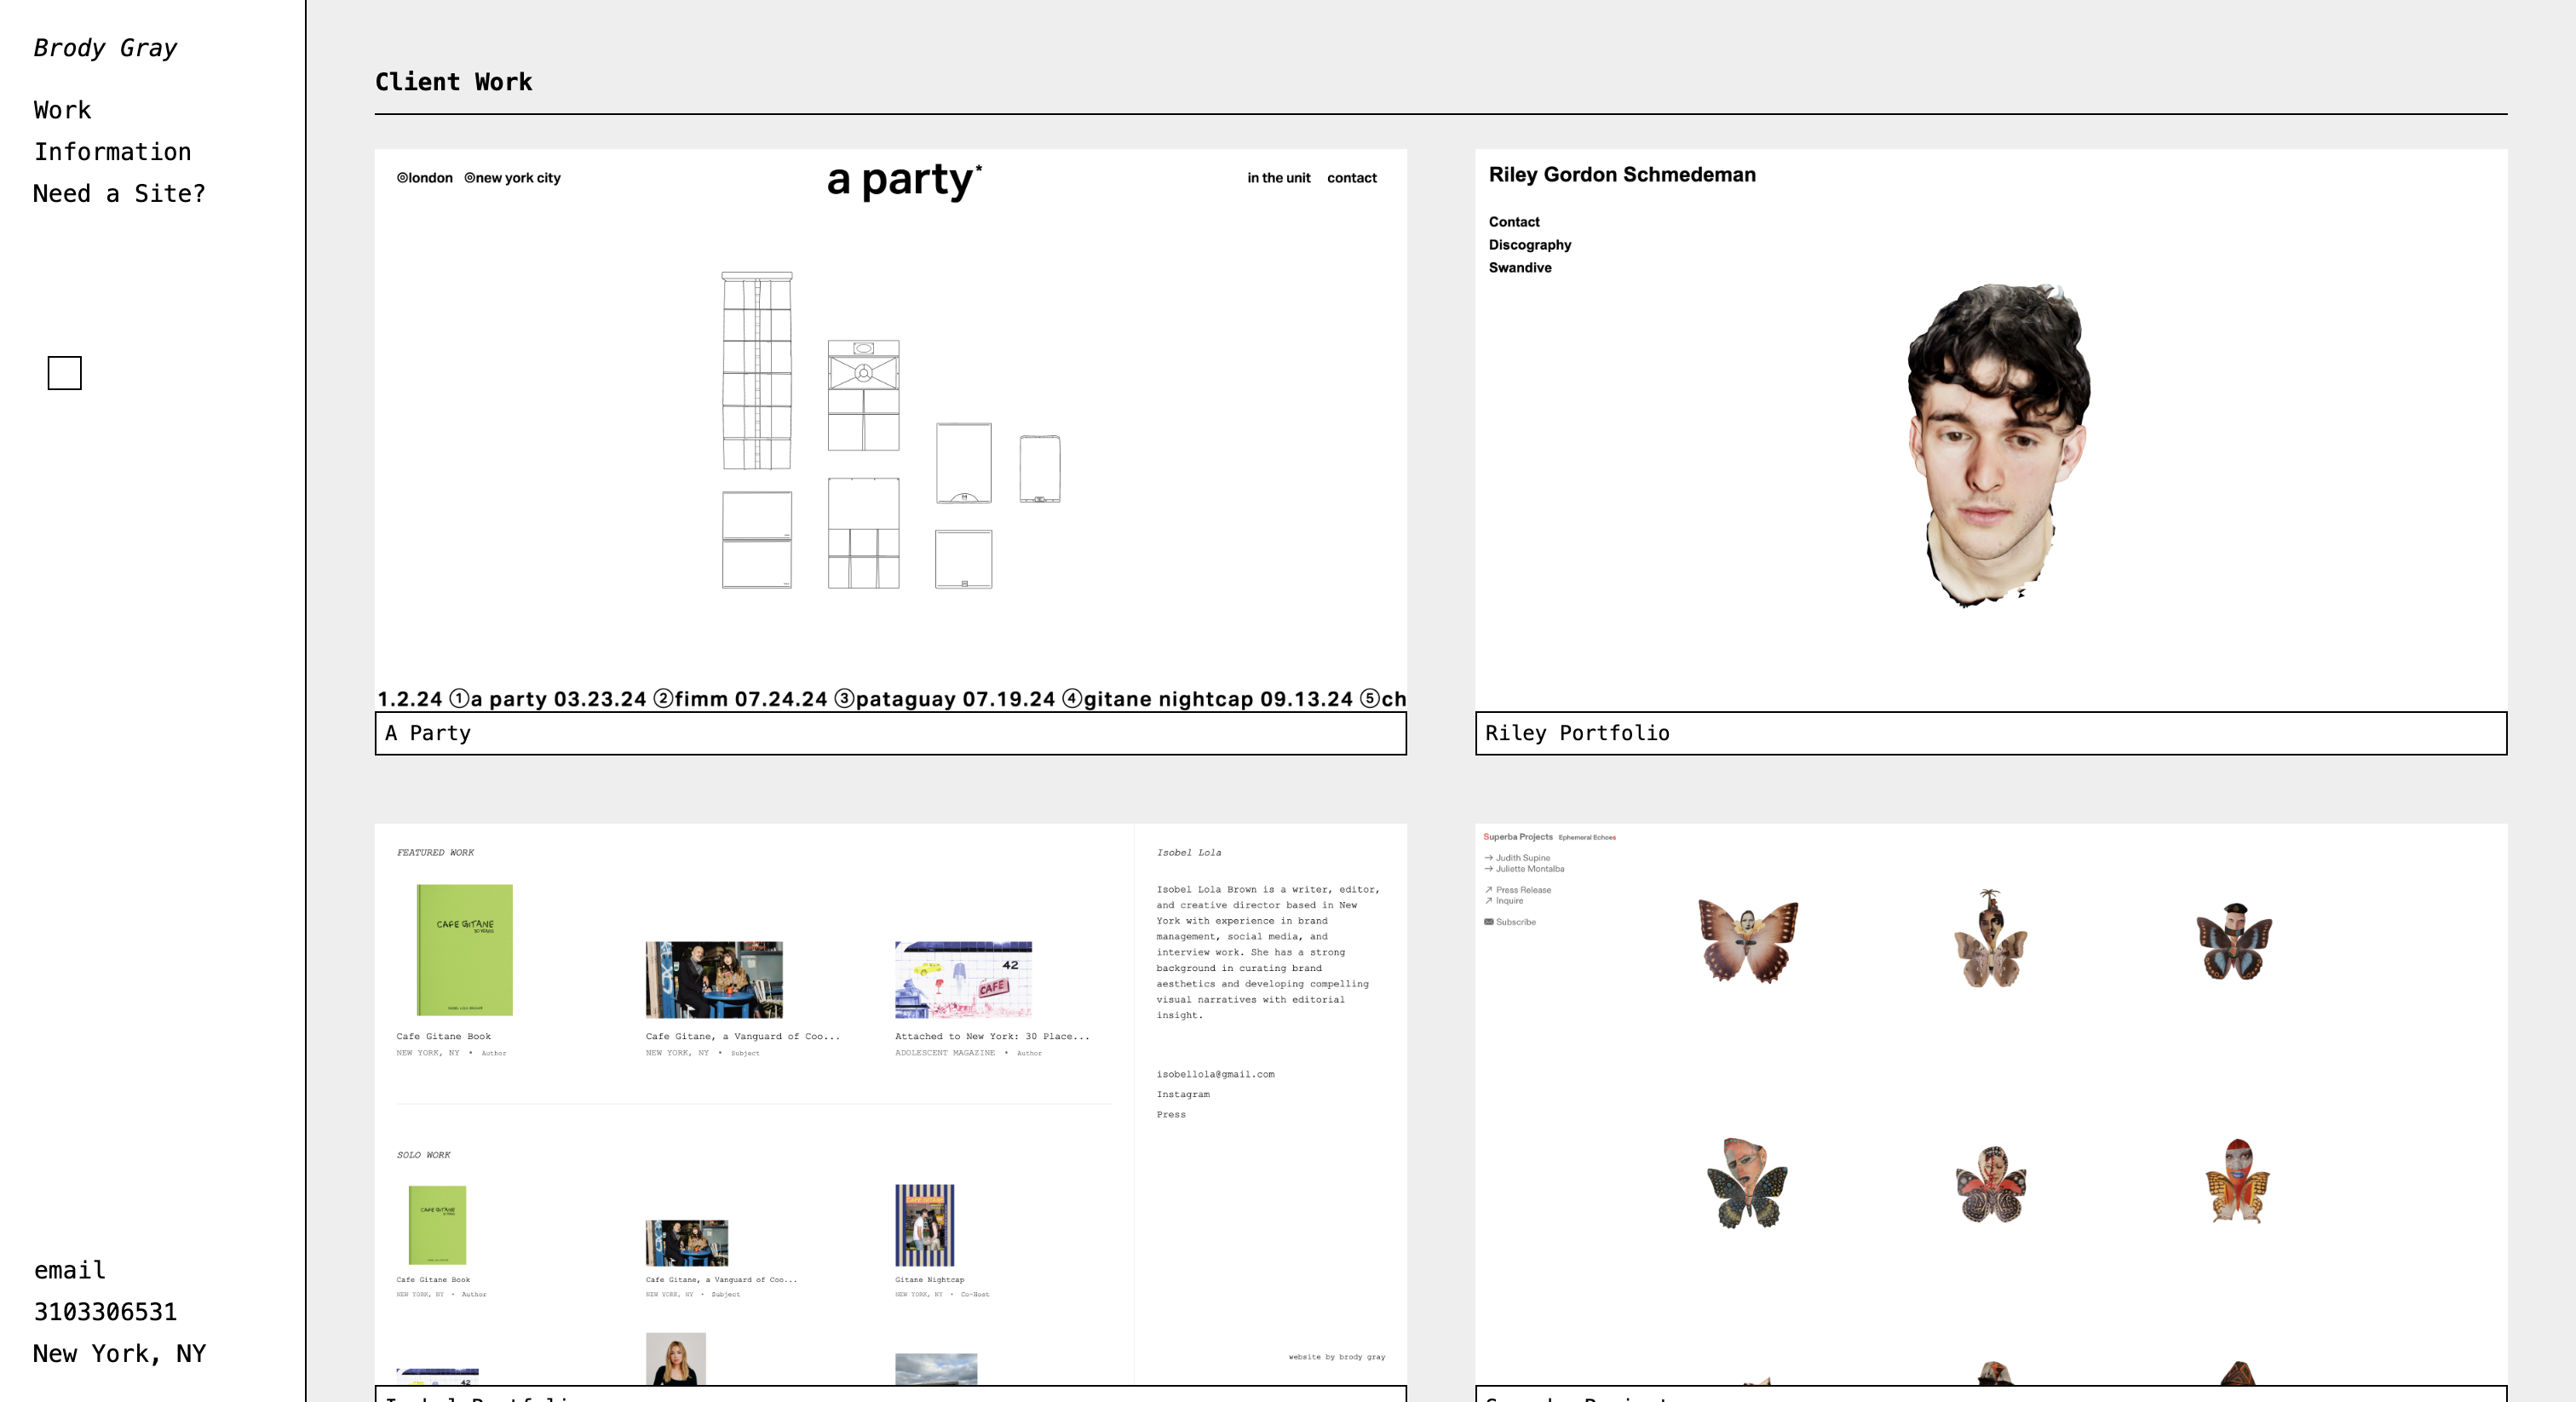 Brody Gray
Work
Information
Need a Site?
email
3103306531
New York, NY
Client Work
◎london ◎new york city
a party*
in the unit contact
1.2.24 ①a party 03.23.24 ②fimm 07.24.24 ③pataguay 07.19.24 ④gitane nightcap 09.13.24 ⑤ch
A Party
Riley Gordon Schmedeman
Contact
Discography
Swandive
Riley Portfolio
FEATURED WORK
CAFE GITANE
30 YEARS
42
CAFE
Cafe Gitane Book
NEW YORK, NY • Author
Cafe Gitane, a Vanguard of Coo...
NEW YORK, NY • Subject
Attached to New York: 30 Place...
ADOLESCENT MAGAZINE • Author
SOLO WORK
CAFE GITANE
CAFE GITANE
Cafe Gitane Book
NEW YORK, NY • Author
Cafe Gitane, a Vanguard of Coo...
NEW YORK, NY • Subject
Gitane Nightcap
NEW YORK, NY • Co-Host
42
Isobel Lola
Isobel Lola Brown is a writer, editor,
and creative director based in New
York with experience in brand
management, social media, and
interview work. She has a strong
background in curating brand
aesthetics and developing compelling
visual narratives with editorial
insight.
isobellola@gmail.com
Instagram
Press
website by brody gray
Superba Projects Ephemeral Echoes
→ Judith Supine
→ Juliette Montalba
↗ Press Release
↗ Inquire
Subscribe